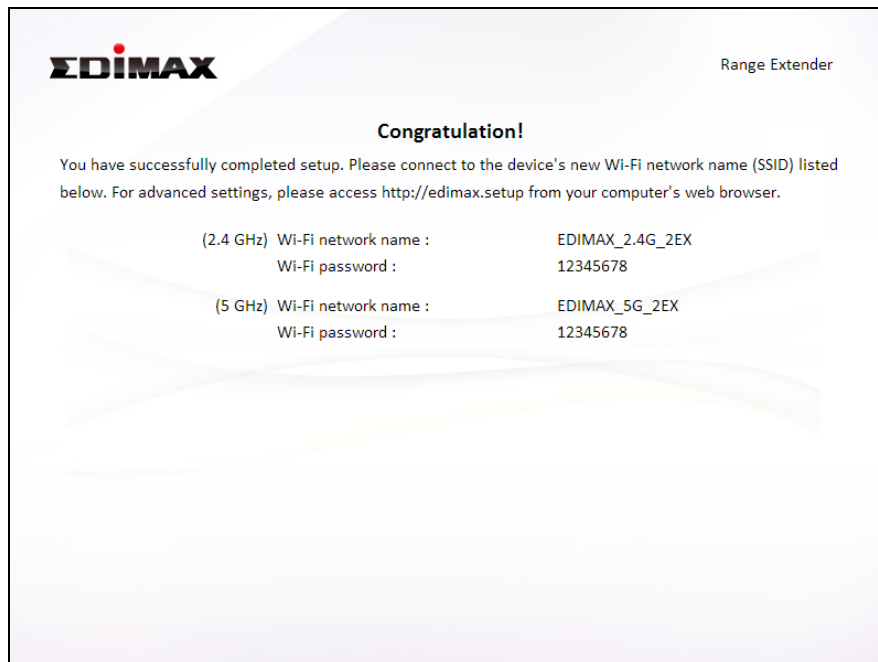 EDIMAX
Range Extender
Congratulation!
You have successfully completed setup. Please connect to the device's new Wi-Fi network name (SSID) listed
below. For advanced settings, please access http://edimax.setup from your computer's web browser.
(2.4 GHz) Wi-Fi network name : EDIMAX_2.4G_2EX
Wi-Fi password : 12345678
(5 GHz) Wi-Fi network name : EDIMAX_5G_2EX
Wi-Fi password : 12345678